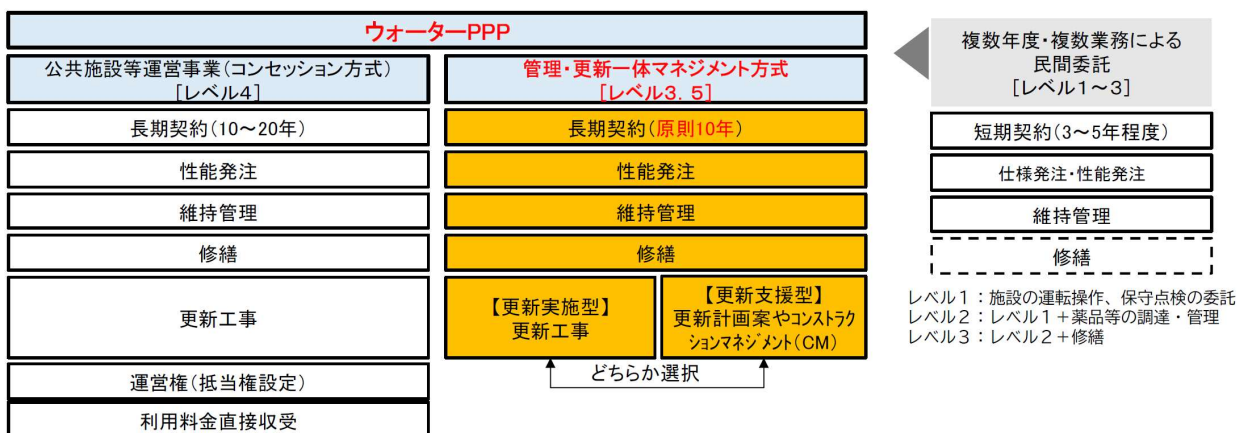 ウォーターPPP
公共施設等運営事業(コンセッション方式)
[レベル4]
長期契約(10～20年)
性能発注
維持管理
修繕
更新工事
運営権(抵当権設定)
利用料金直接収受
管理・更新一体マネジメント方式
[レベル3.5]
長期契約(原則10年)
性能発注
維持管理
修繕
【更新実施型】
更新工事
【更新支援型】
更新計画案やコンストラク
ションマネジメント(CM)
どちらか選択
複数年度・複数業務による
民間委託
[レベル1～3]
短期契約(3～5年程度)
仕様発注・性能発注
維持管理
修繕
レベル1：施設の運転操作、保守点検の委託
レベル2：レベル1＋薬品等の調達・管理
レベル3：レベル2＋修繕